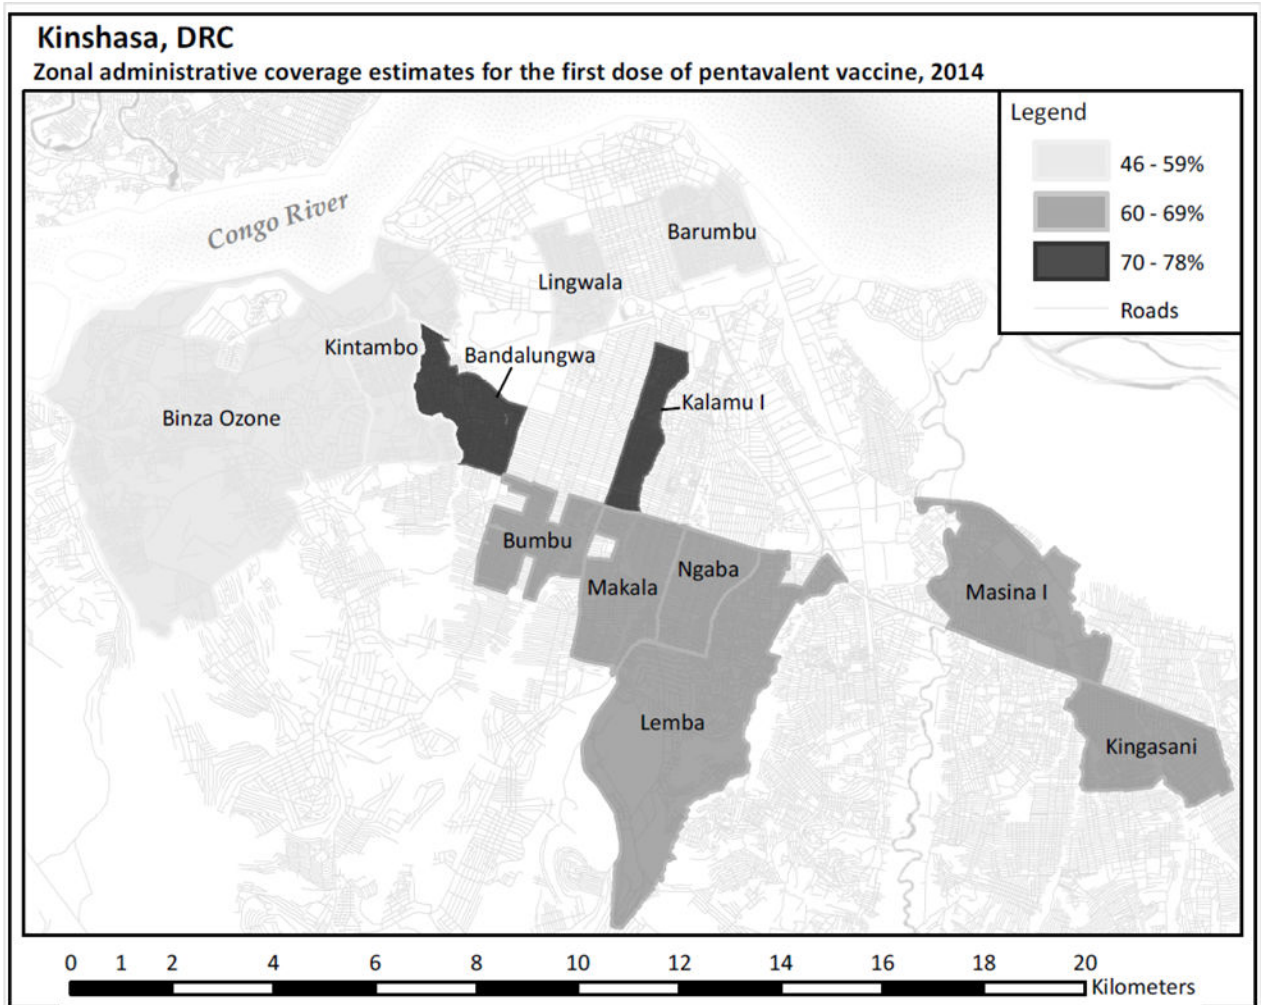 Kinshasa, DRC
Zonal administrative coverage estimates for the first dose of pentavalent vaccine, 2014
Legend
46 - 59%
60 - 69%
70 - 78%
Roads
Congo River
Barumbu
Lingwala
Kintambo
Bandalungwa
Kalamu I
Binza Ozone
Bumbu
Makala
Ngaba
Masina I
Lemba
Kingasani
0 1 2 4 6 8 10 12 14 16 18 20
Kilometers